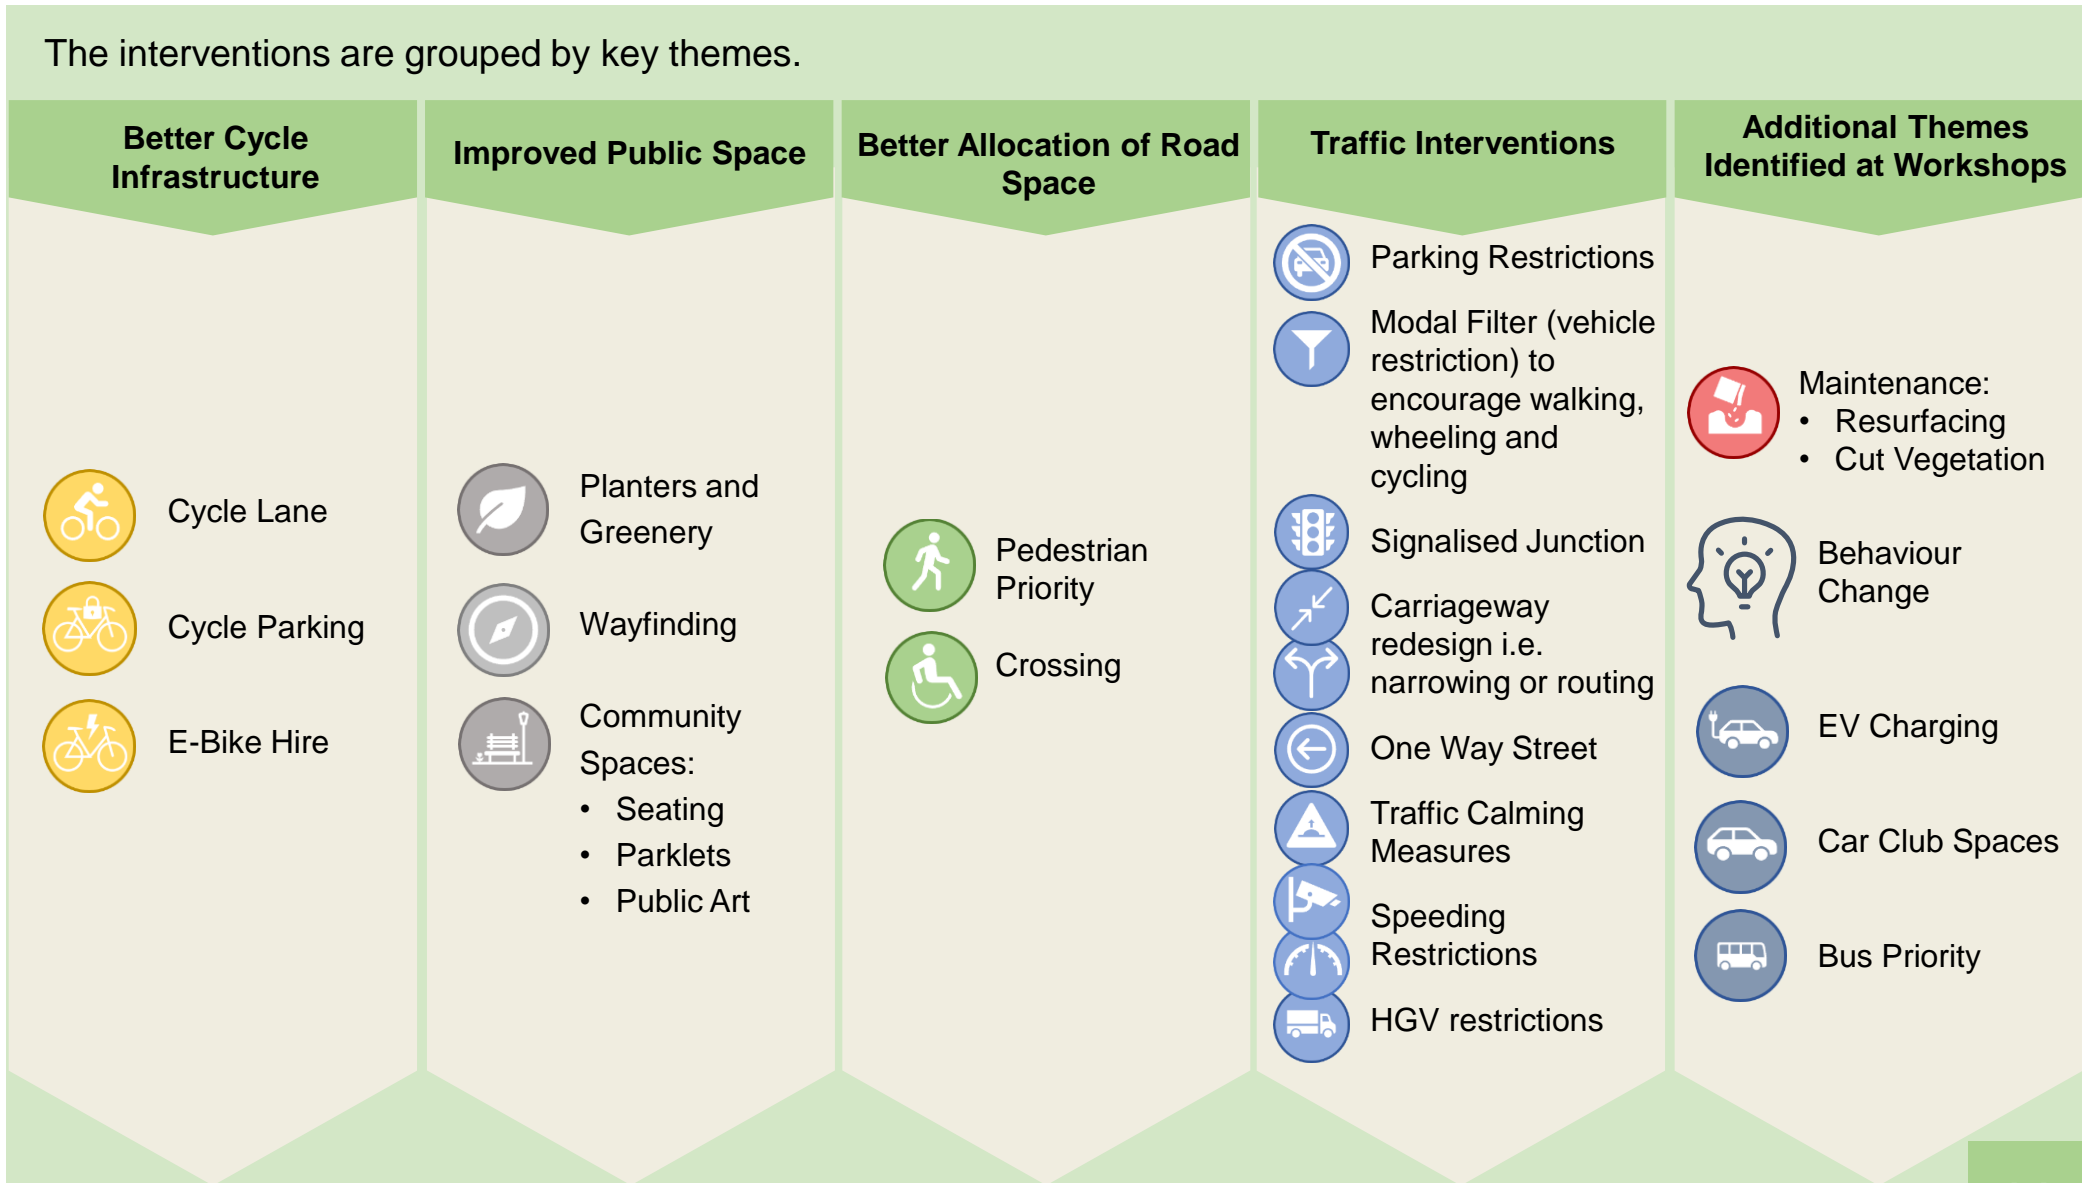 The interventions are grouped by key themes.
Better Cycle
Infrastructure
Cycle Lane
Cycle Parking
E-Bike Hire
Improved Public Space
Planters and
Greenery
Wayfinding
Community
Spaces:
• Seating
• Parklets
• Public Art
Better Allocation of Road
Space
Pedestrian
Priority
Crossing
Traffic Interventions
Parking Restrictions
Modal Filter (vehicle
restriction) to
encourage walking,
wheeling and
cycling
Signalised Junction
Carriageway
redesign i.e.
narrowing or routing
One Way Street
Traffic Calming
Measures
Speeding
Restrictions
HGV restrictions
Additional Themes
Identified at Workshops
Maintenance:
• Resurfacing
• Cut Vegetation
Behaviour
Change
EV Charging
Car Club Spaces
Bus Priority